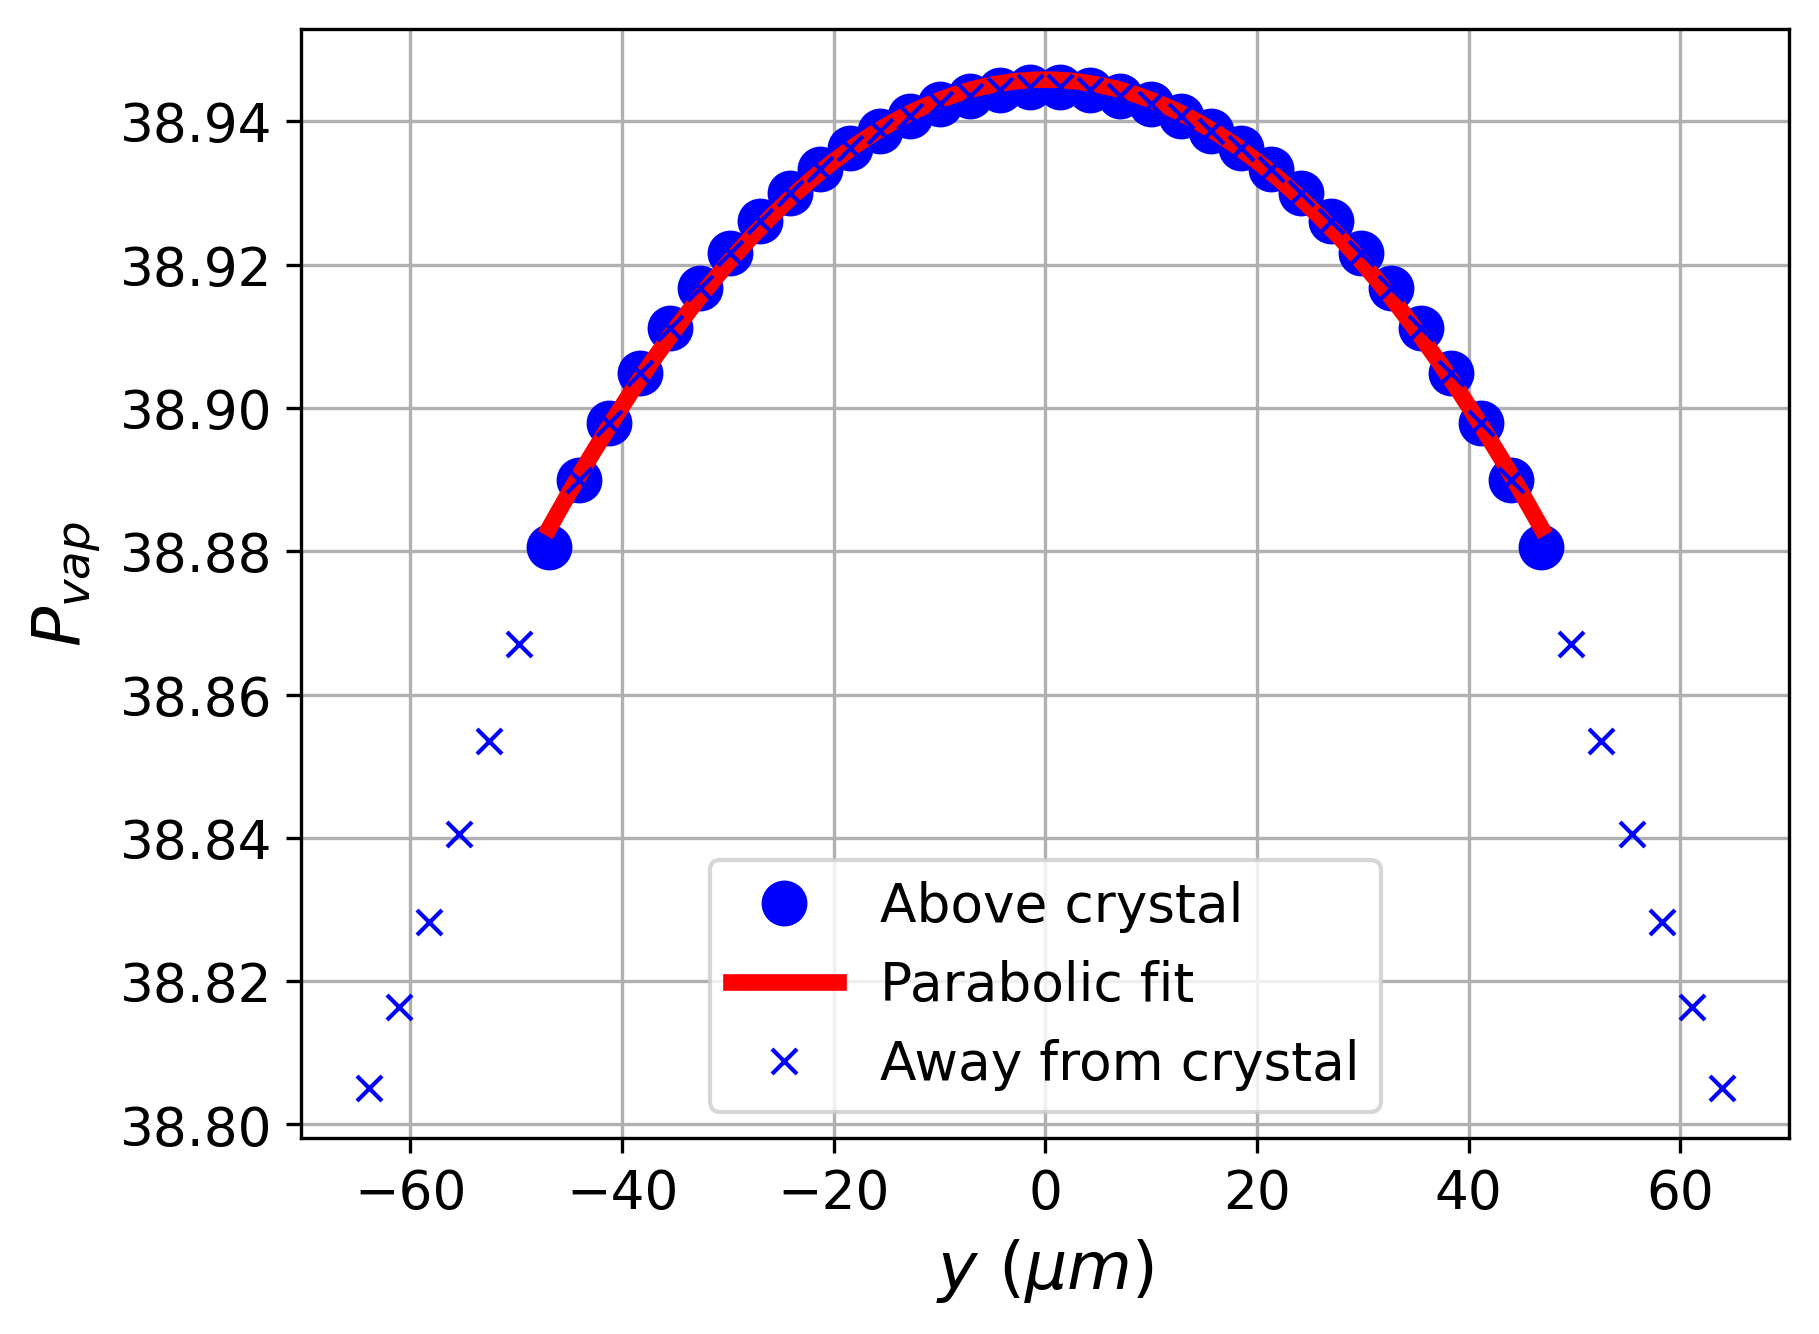 38.94
38.92
38.90
38.88
38.86
38.84
38.82
38.80
P_vap
Above crystal
Parabolic fit
Away from crystal
−60 −40 −20 0 20 40 60
y (μm)